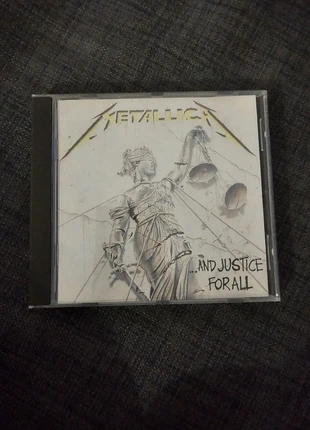 METALLICA
...AND JUSTICE
FOR ALL